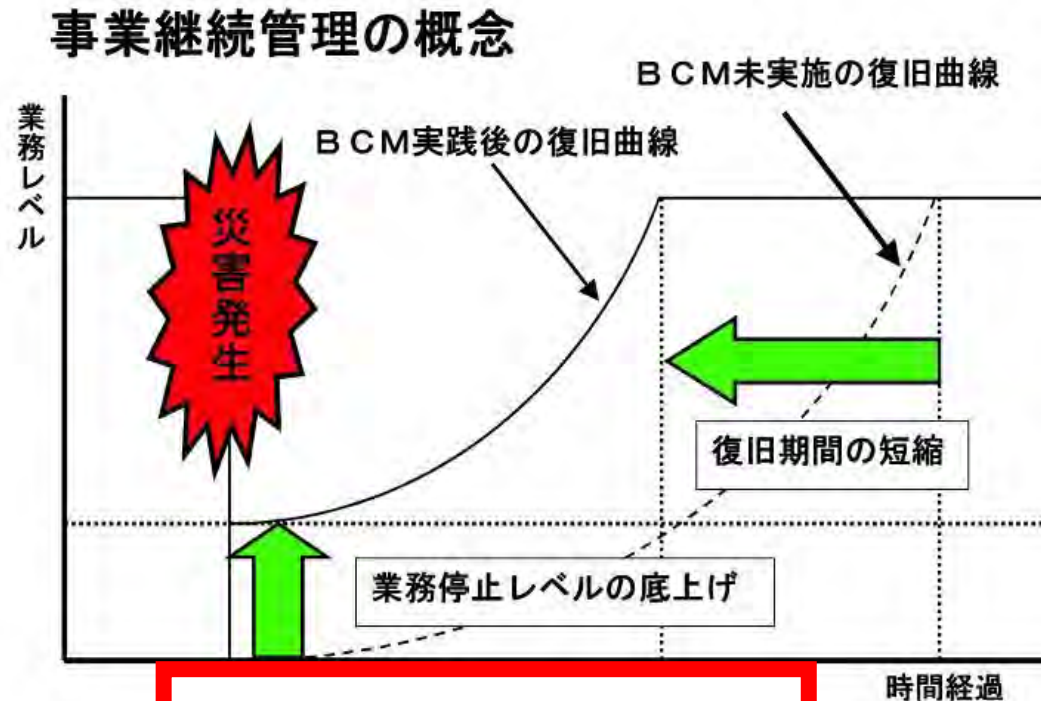 事業継続管理の概念
BCM未実施の復旧曲線
BCM実践後の復旧曲線
業務レベル
災害発生
復旧期間の短縮
業務停止レベルの底上げ
時間経過